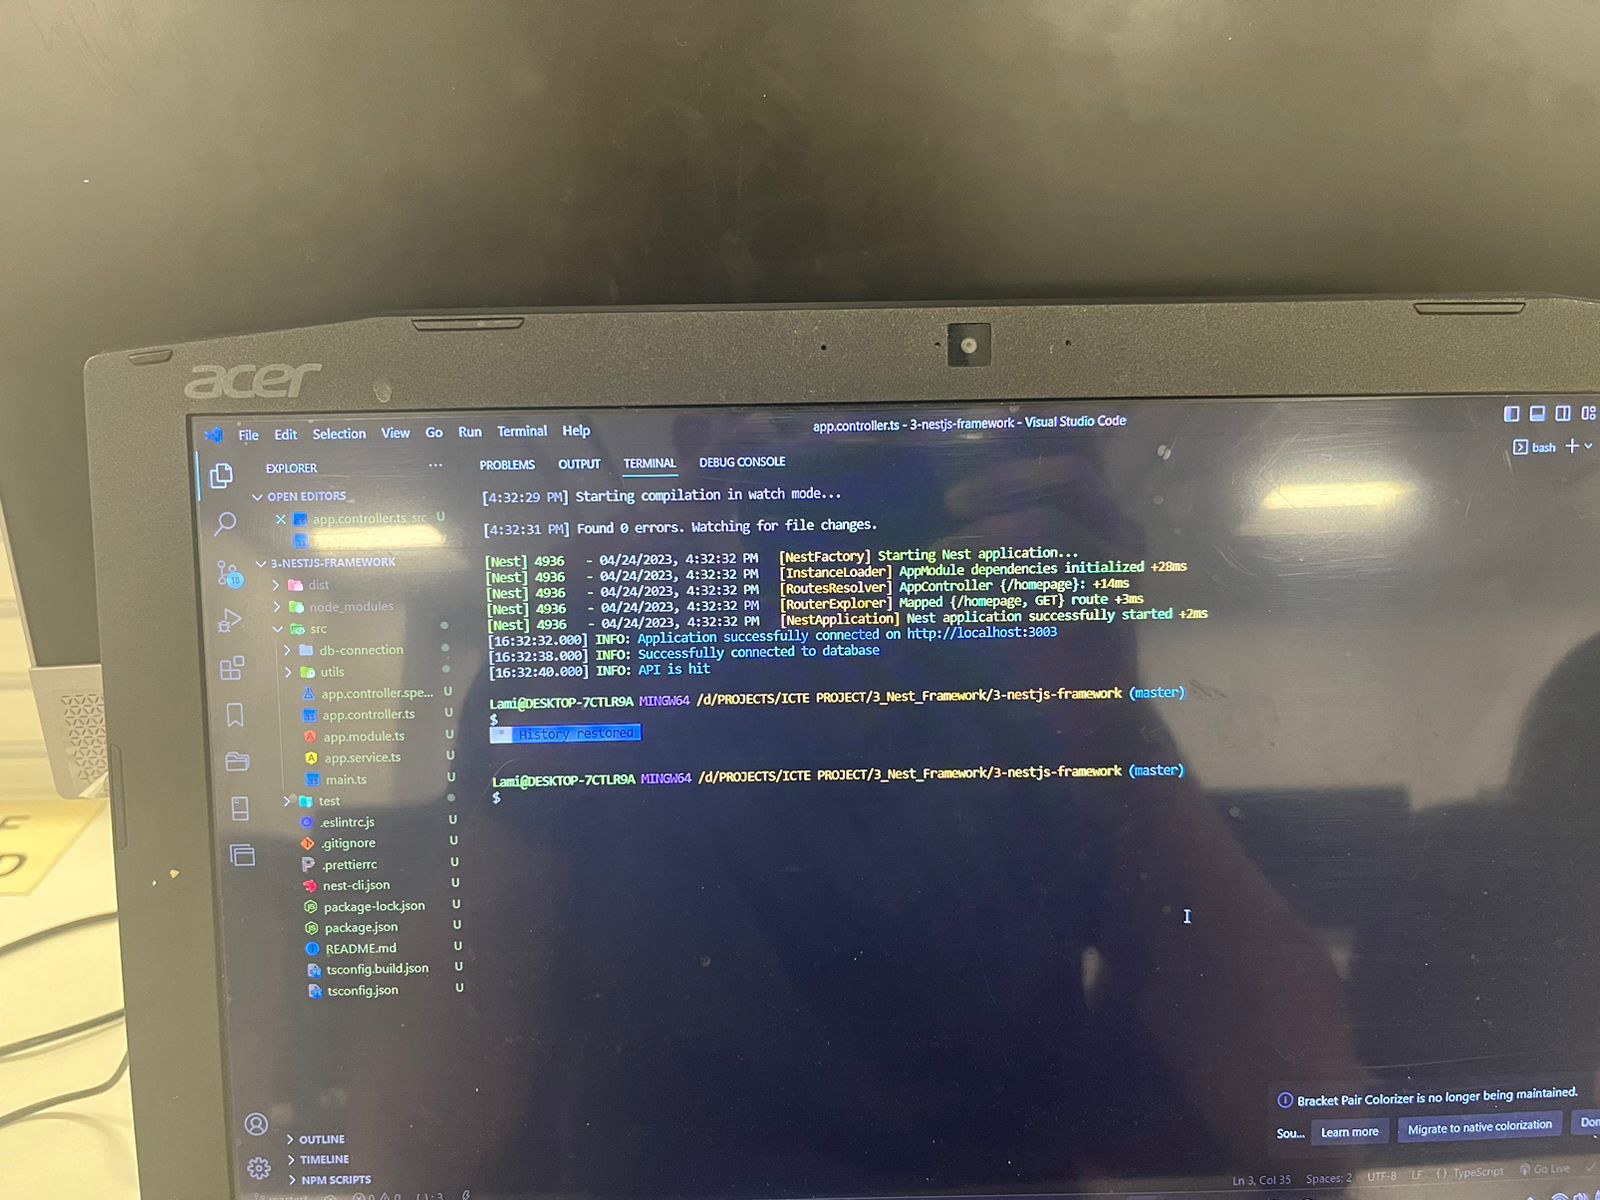 acer
File Edit Selection View Go Run Terminal Help
app.controller.ts - 3-nestjs-framework - Visual Studio Code
EXPLORER ...
OPEN EDITORS
app.controller.ts src U
3-NESTJS-FRAMEWORK
18
dist
node_modules
src
db-connection
utils
app.controller.spe... U
app.controller.ts U
app.module.ts U
app.service.ts U
main.ts U
test
.eslintrc.js U
.gitignore U
.prettierrc U
nest-cli.json U
package-lock.json U
package.json U
README.md U
tsconfig.build.json U
tsconfig.json U
OUTLINE
TIMELINE
NPM SCRIPTS
PROBLEMS OUTPUT TERMINAL DEBUG CONSOLE
bash
[4:32:29 PM] Starting compilation in watch mode...
[4:32:31 PM] Found 0 errors. Watching for file changes.
[Nest] 4936 - 04/24/2023, 4:32:32 PM [NestFactory] Starting Nest application...
[Nest] 4936 - 04/24/2023, 4:32:32 PM [InstanceLoader] AppModule dependencies initialized +28ms
[Nest] 4936 - 04/24/2023, 4:32:32 PM [RoutesResolver] AppController {/homepage}: +14ms
[Nest] 4936 - 04/24/2023, 4:32:32 PM [RouterExplorer] Mapped {/homepage, GET} route +3ms
[Nest] 4936 - 04/24/2023, 4:32:32 PM [NestApplication] Nest application successfully started +2ms
[16:32:32.000] INFO: Application successfully connected on http://localhost:3003
[16:32:38.000] INFO: Successfully connected to database
[16:32:40.000] INFO: API is hit
Lami@DESKTOP-7CTLR9A MINGW64 /d/PROJECTS/ICTE PROJECT/3_Nest_Framework/3-nestjs-framework (master)
$
* History restored
Lami@DESKTOP-7CTLR9A MINGW64 /d/PROJECTS/ICTE PROJECT/3_Nest_Framework/3-nestjs-framework (master)
$
Bracket Pair Colorizer is no longer being maintained.
Sou... Learn more Migrate to native colorization
Ln 3, Col 35 Spaces: 2 UTF-8 LF {} TypeScript Go Live